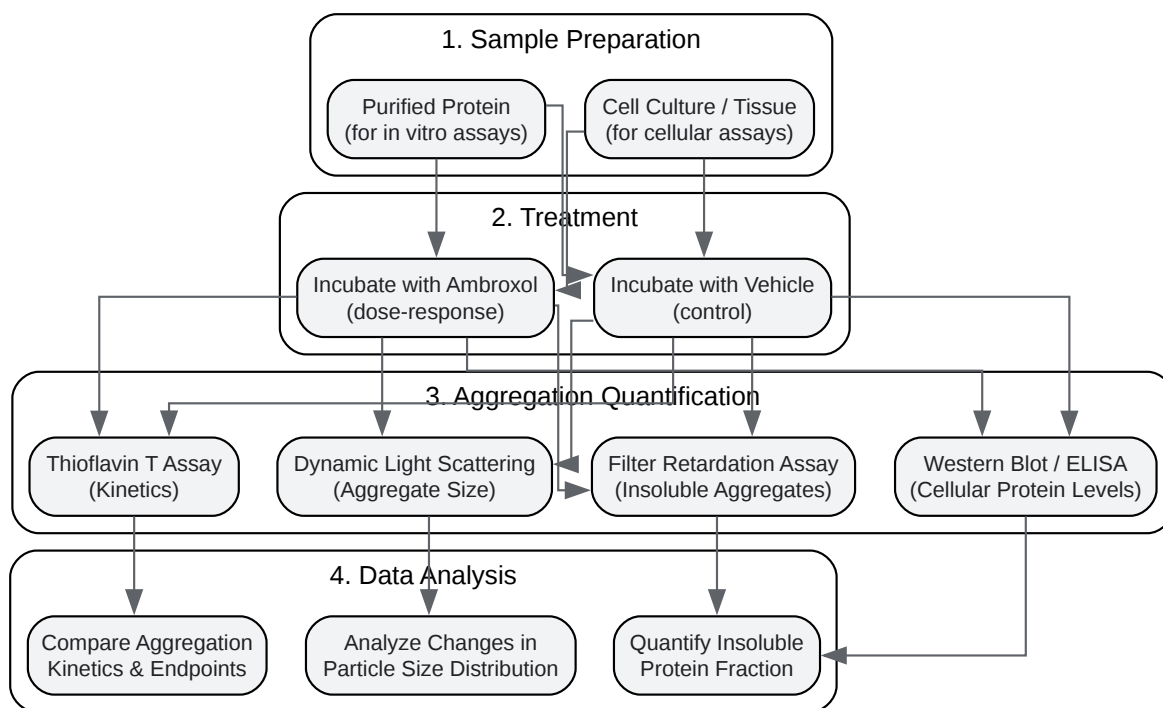 1. Sample Preparation
Purified Protein
(for in vitro assays)
Cell Culture / Tissue
(for cellular assays)
2. Treatment
Incubate with Ambroxol
(dose-response)
Incubate with Vehicle
(control)
3. Aggregation Quantification
Thioflavin T Assay
(Kinetics)
Dynamic Light Scattering
(Aggregate Size)
Filter Retardation Assay
(Insoluble Aggregates)
Western Blot / ELISA
(Cellular Protein Levels)
4. Data Analysis
Compare Aggregation
Kinetics & Endpoints
Analyze Changes in
Particle Size Distribution
Quantify Insoluble
Protein Fraction